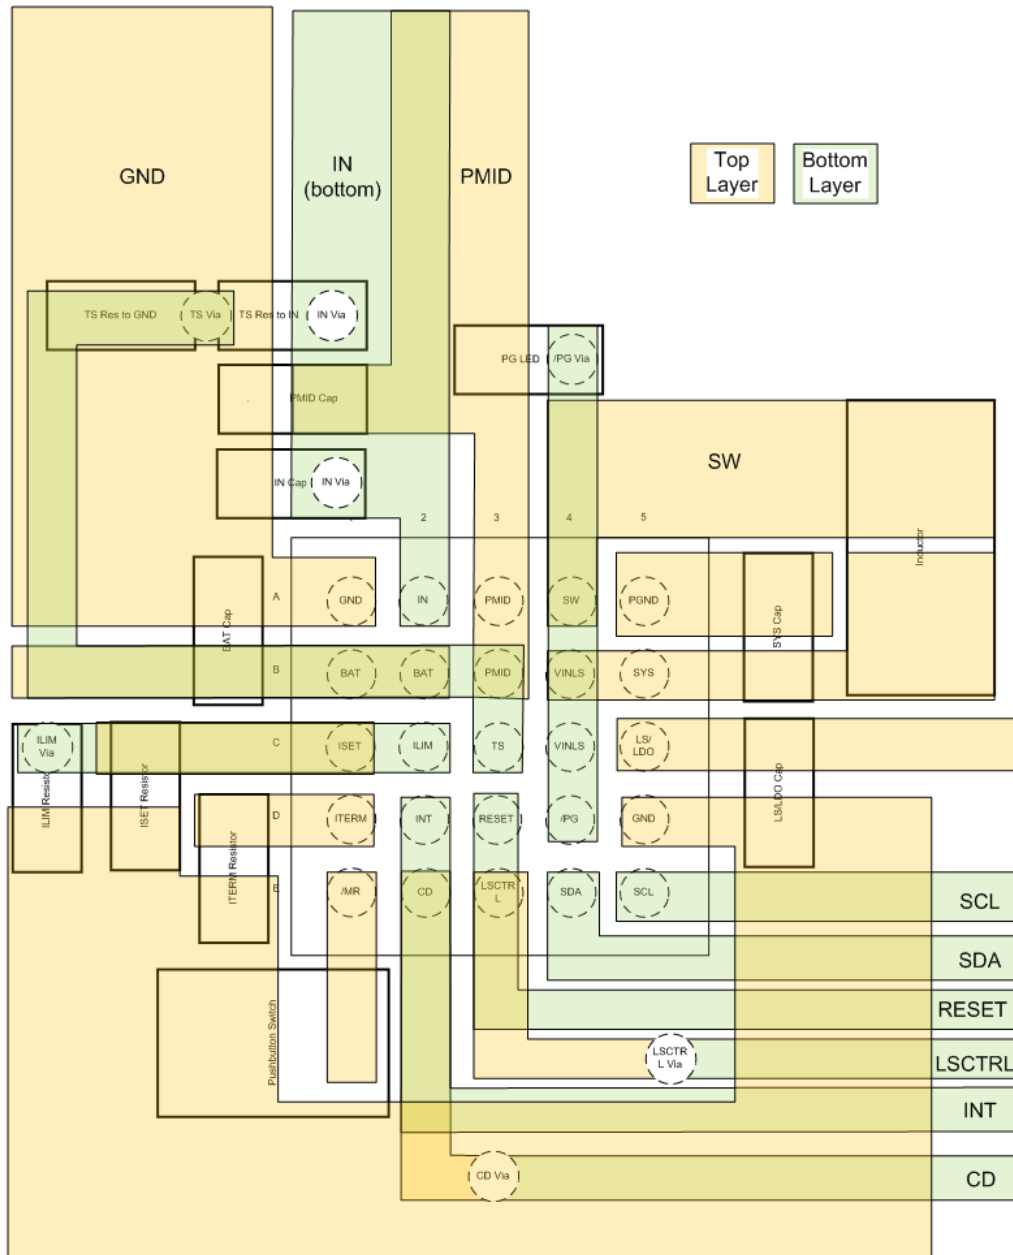 GND
IN
(bottom)
PMID
Top
Layer
Bottom
Layer
TS Res to GND
TS Via
TS Res to IN
IN Via
PG LED
/PG Via
PMID Cap
SW
IN Cap
IN Via
2
3
4
5
Inductor
A
GND
IN
PMID
SW
PGND
BAT Cap
SYS Cap
B
BAT
BAT
PMID
VINLS
SYS
ILIM
Via
C
ISET
ILIM
TS
VINLS
LS/
LDO
ILIM Resistor
ISET Resistor
LS/LDO Cap
D
ITERM
INT
RESET
/PG
GND
ITERM Resistor
E
/MR
CD
LSCTR
L
SDA
SCL
SCL
SDA
RESET
Pushbutton Switch
LSCTR
L Via
LSCTRL
INT
CD Via
CD